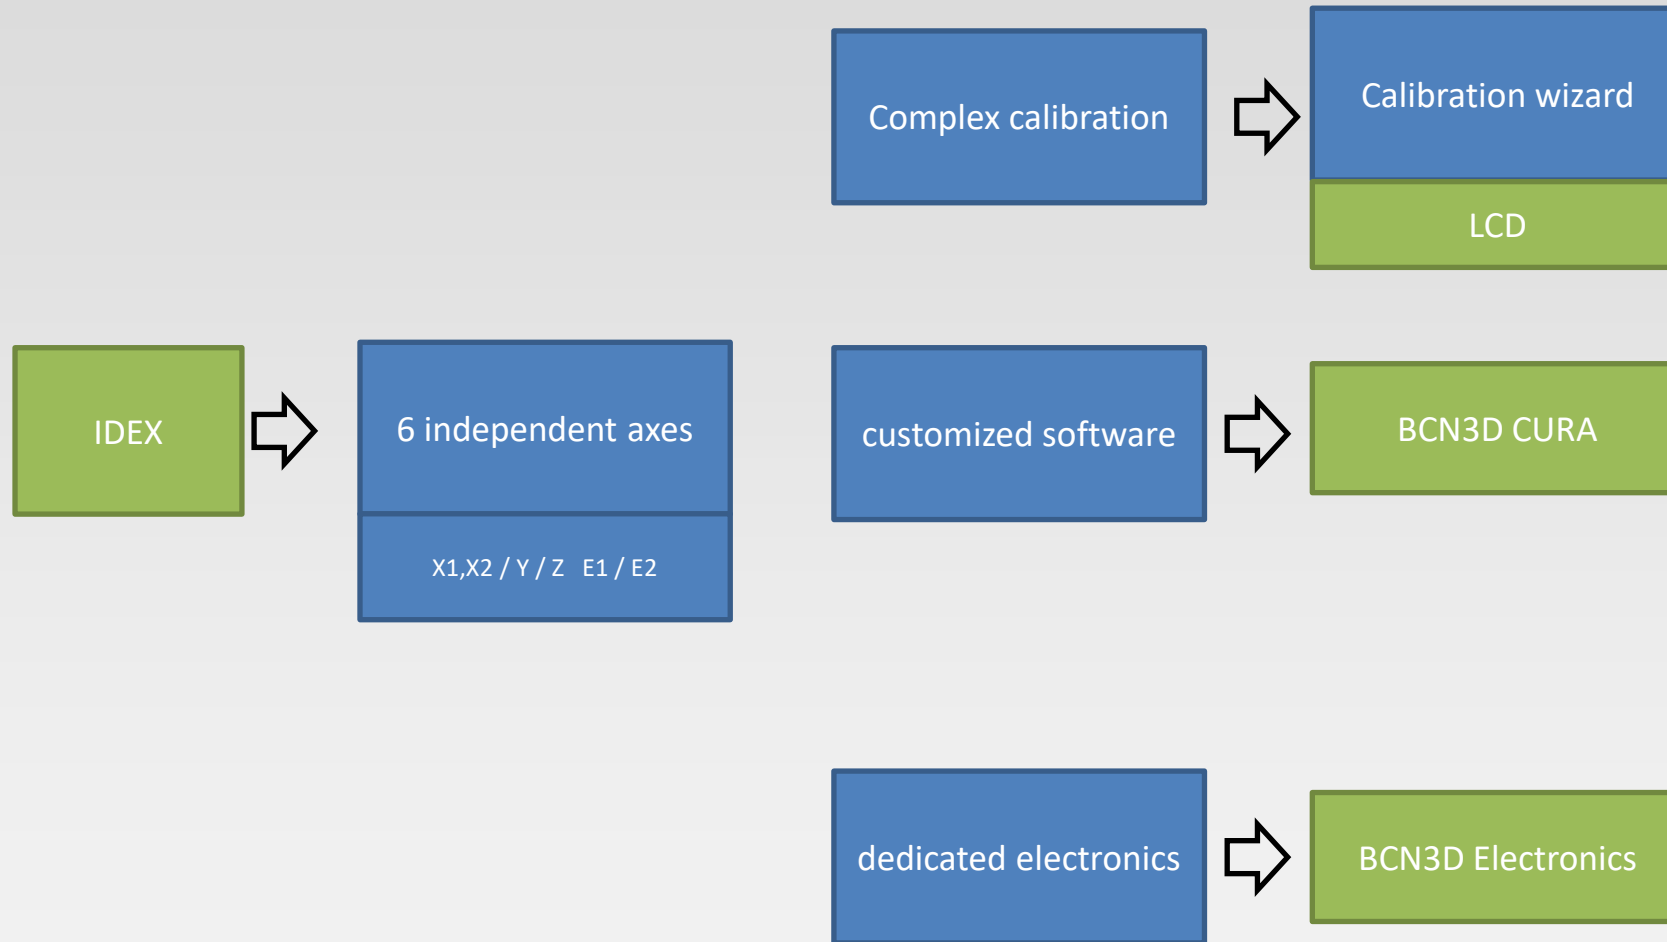 Complex calibration
Calibration wizard
LCD
IDEX
6 independent axes
X1,X2 / Y / Z E1 / E2
customized software
BCN3D CURA
dedicated electronics
BCN3D Electronics